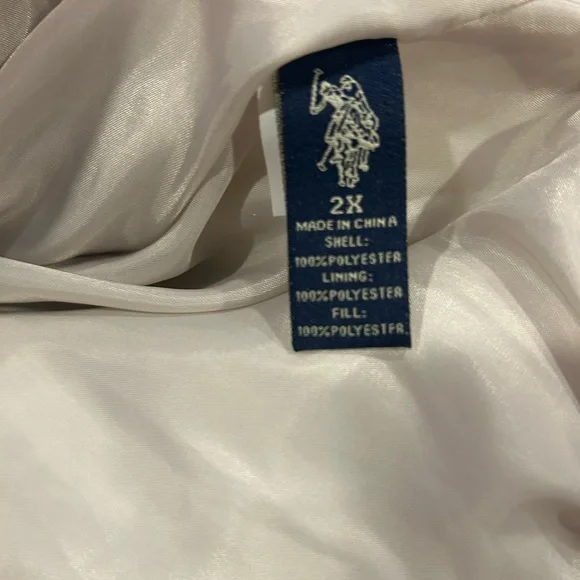 2X
MADE IN CHINA
SHELL:
100%POLYESTER
LINING:
100%POLYESTER
FILL:
100%POLYESTER.